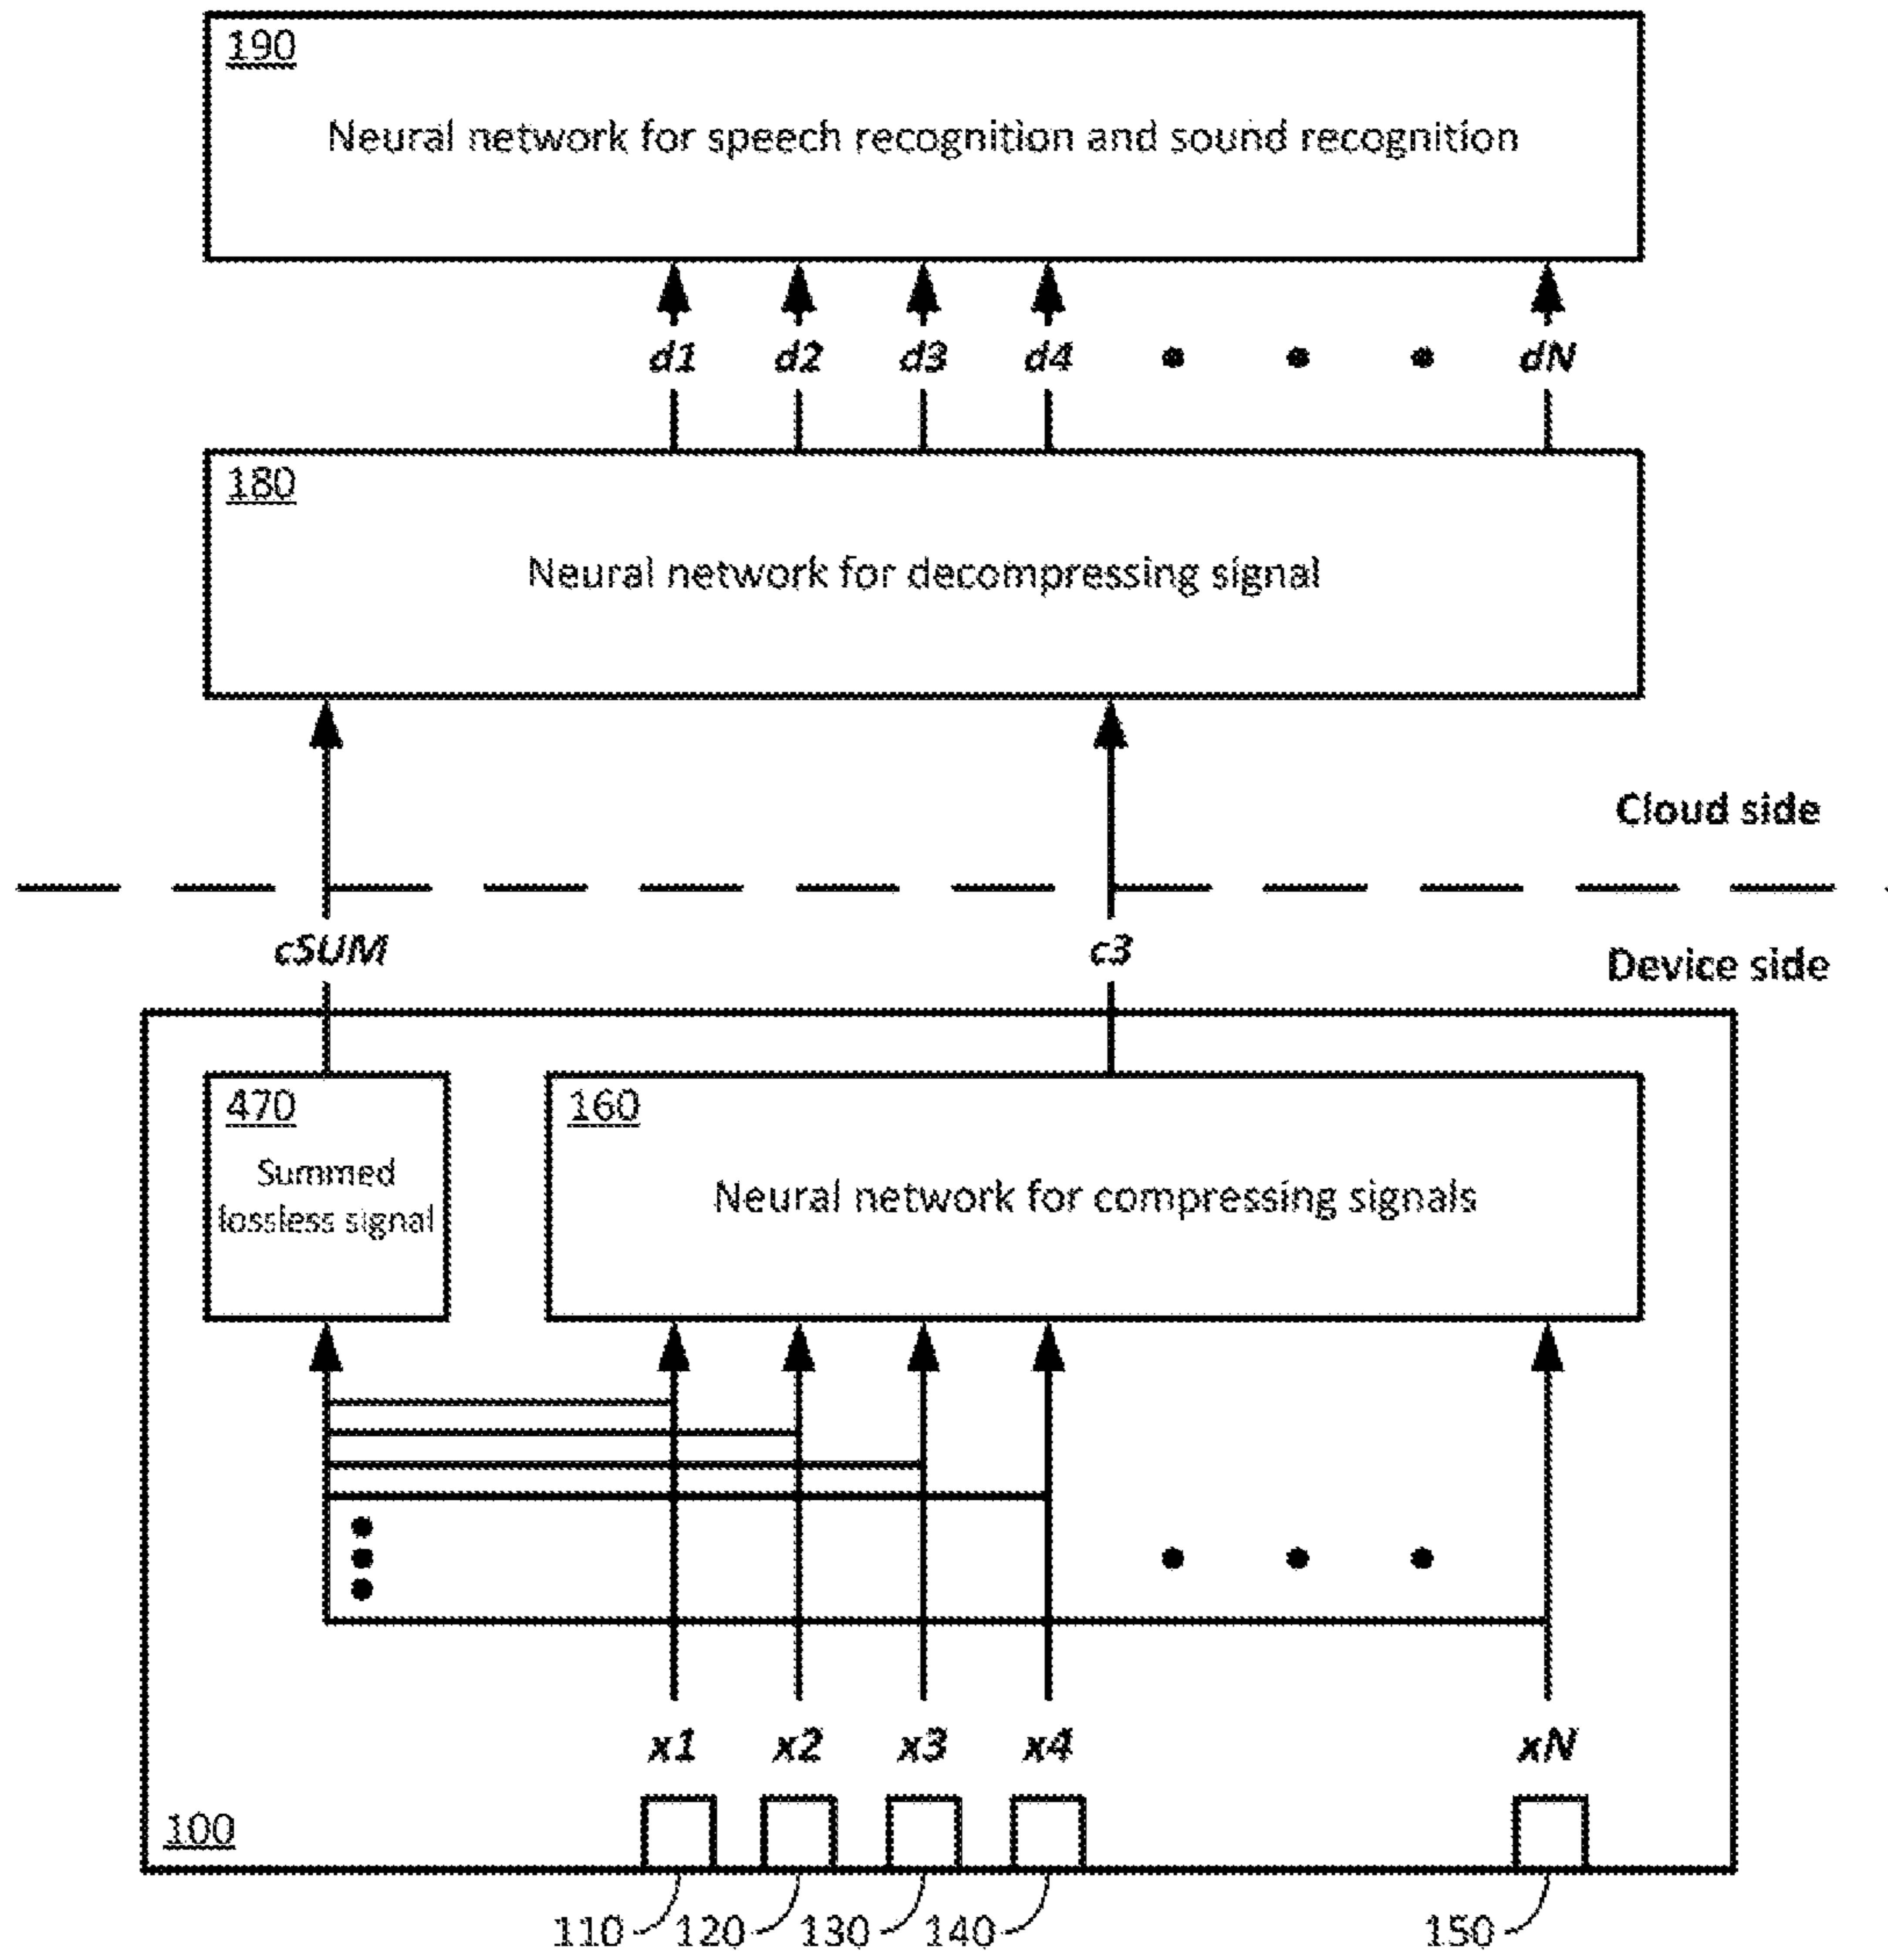 190
Neural network for speech recognition and sound recognition
d1 d2 d3 d4 • • • dN
180
Neural network for decompressing signal
Cloud side
cSUM c3
Device side
470
Summed
lossless signal
160
Neural network for compressing signals
x1 x2 x3 x4 xN
100
110 120 130 140 150